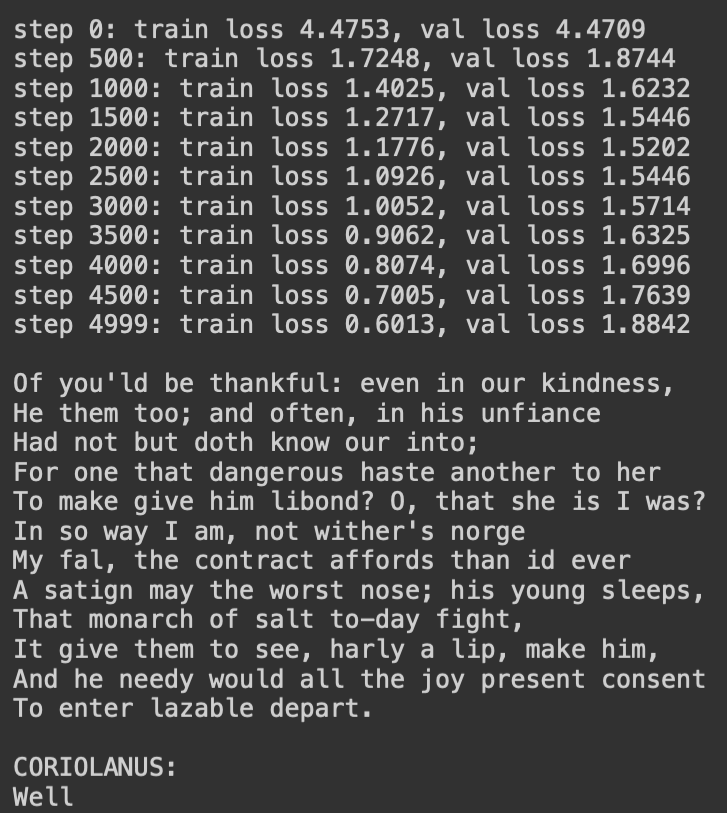 step 0: train loss 4.4753, val loss 4.4709
step 500: train loss 1.7248, val loss 1.8744
step 1000: train loss 1.4025, val loss 1.6232
step 1500: train loss 1.2717, val loss 1.5446
step 2000: train loss 1.1776, val loss 1.5202
step 2500: train loss 1.0926, val loss 1.5446
step 3000: train loss 1.0052, val loss 1.5714
step 3500: train loss 0.9062, val loss 1.6325
step 4000: train loss 0.8074, val loss 1.6996
step 4500: train loss 0.7005, val loss 1.7639
step 4999: train loss 0.6013, val loss 1.8842
Of you'ld be thankful: even in our kindness,
He them too; and often, in his unfiance
Had not but doth know our into;
For one that dangerous haste another to her
To make give him libond? O, that she is I was?
In so way I am, not wither's norge
My fal, the contract affords than id ever
A satign may the worst nose; his young sleeps,
That monarch of salt to-day fight,
It give them to see, harly a lip, make him,
And he needy would all the joy present consent
To enter lazable depart.
CORIOLANUS:
Well